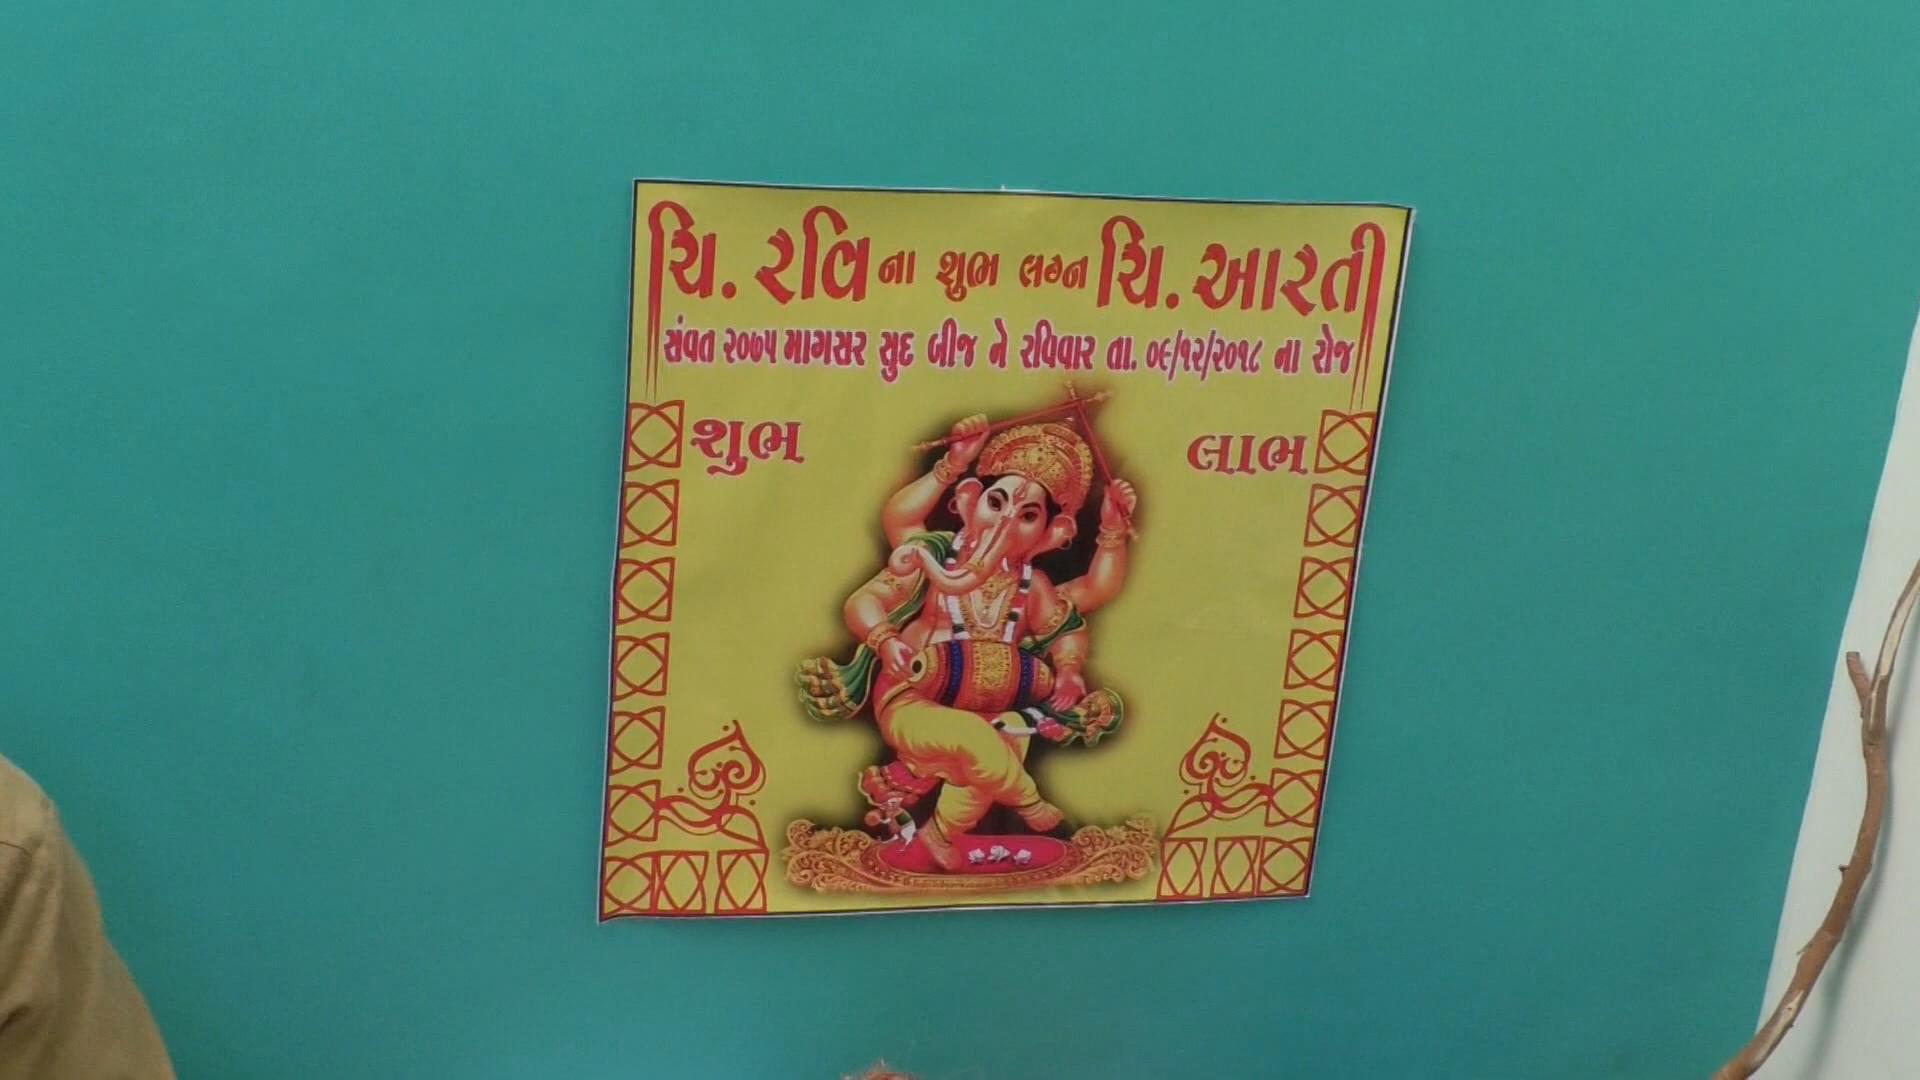 ચિ. રવિ ના શુભ લગ્ન ચિ. આરતી
સંવત ૨૦૭૫ માગસર સુદ બીજ ને રવિવાર તા. ૦૯/૧૨/૨૦૧૮ ના રોજ
શુભ લાભ